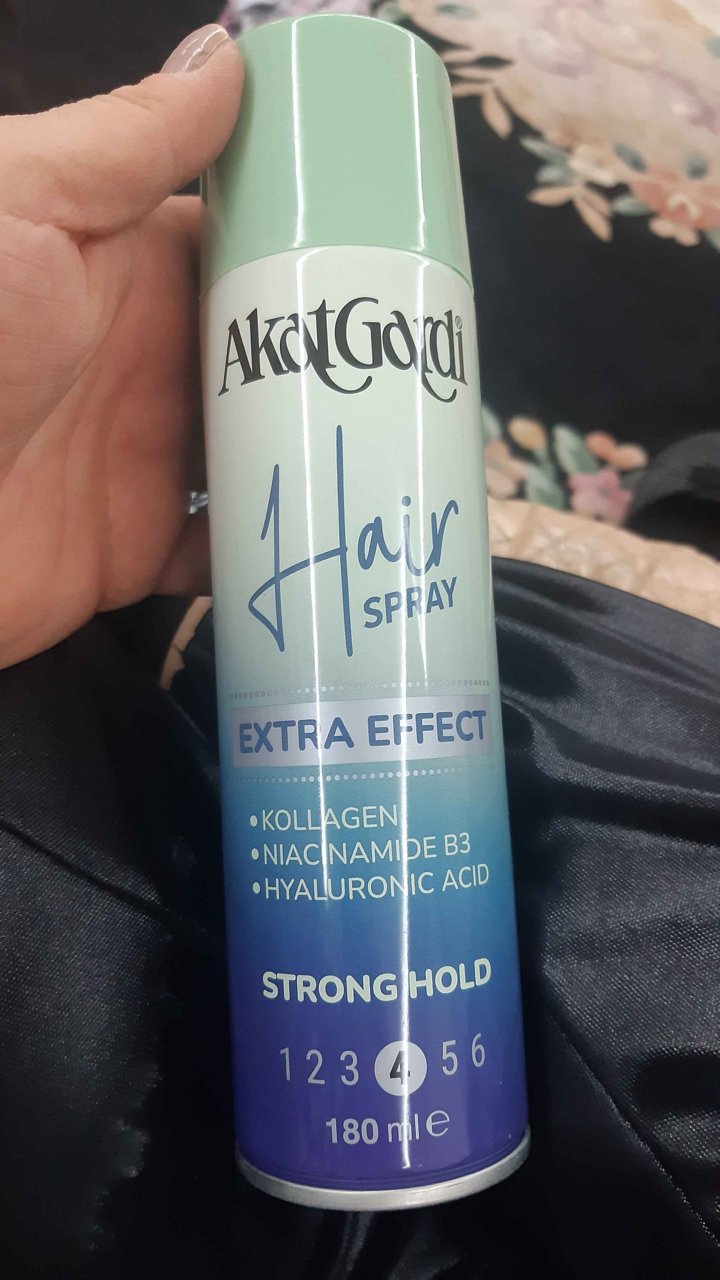 AkatGardi®
Hair
SPRAY
EXTRA EFFECT
•KOLLAGEN
•NIACINAMIDE B3
•HYALURONIC ACID
STRONG HOLD
1 2 3 4 5 6
180 ml e